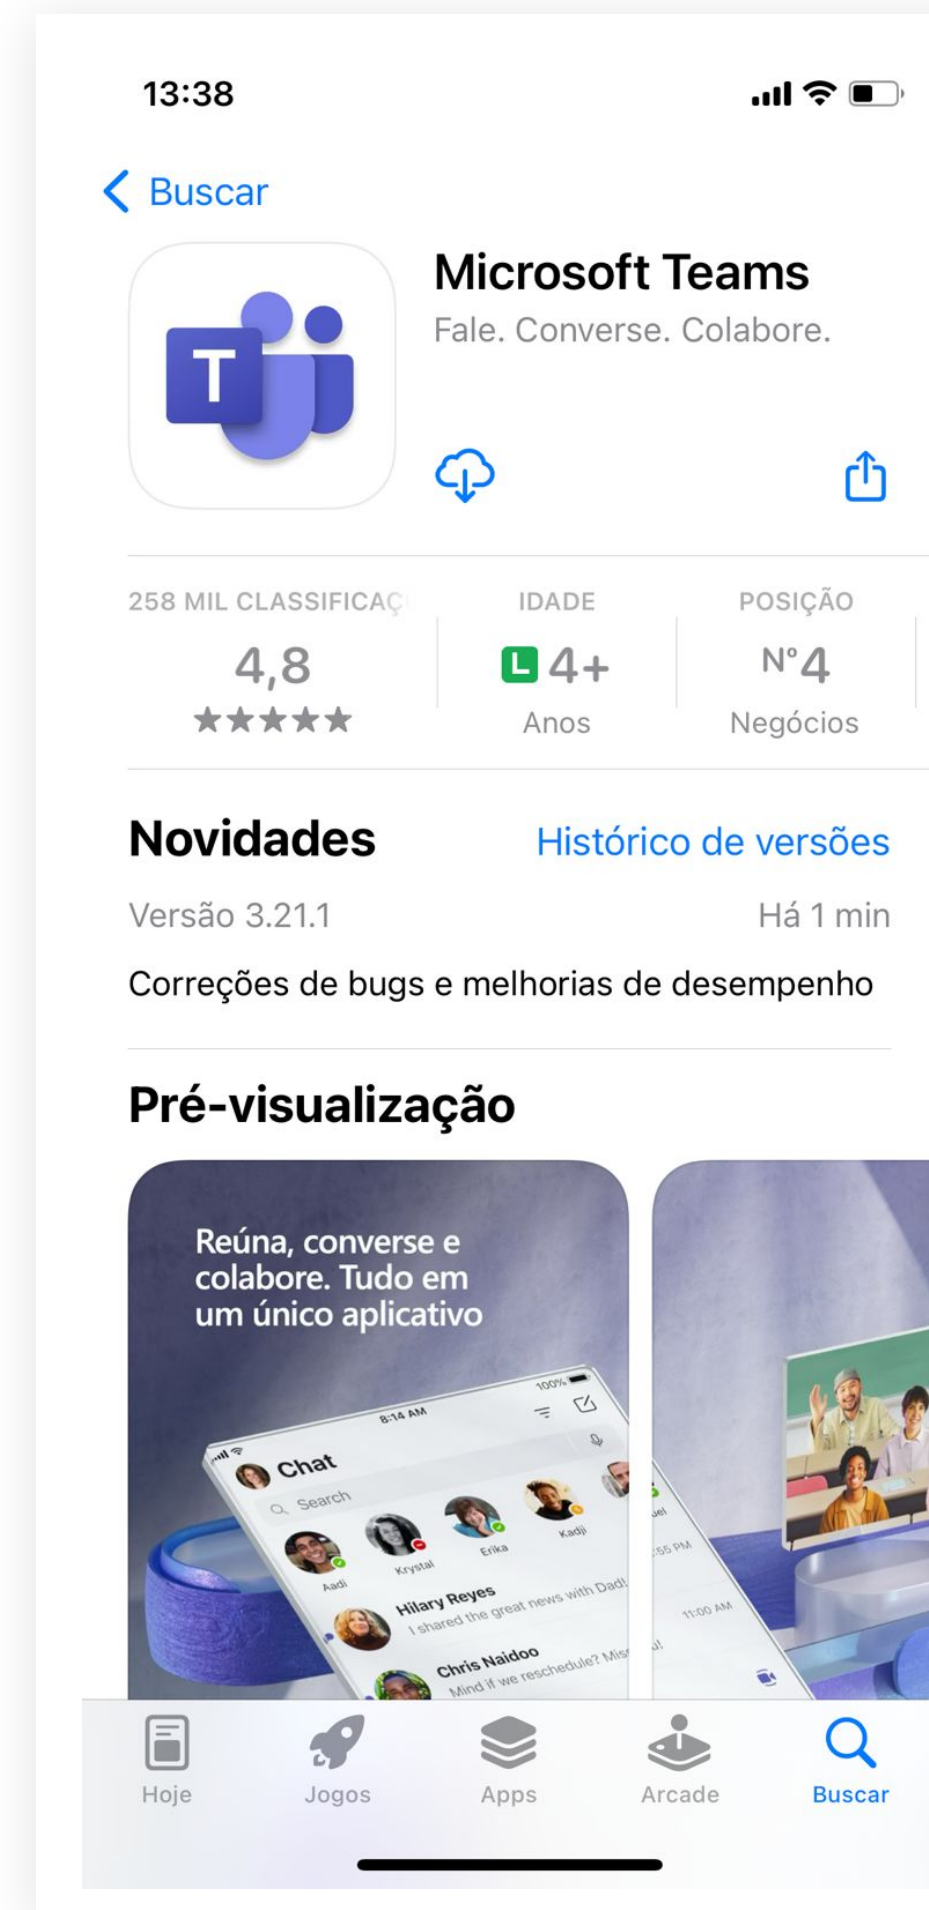 13:38
Buscar
T
Microsoft Teams
Fale. Converse. Colabore.
258 MIL CLASSIFICAÇ
IDADE
POSIÇÃO
4,8
L 4+
Nº4
Anos
Negócios
Novidades
Histórico de versões
Versão 3.21.1
Há 1 min
Correções de bugs e melhorias de desempenho
Pré-visualização
Reúna, converse e
colabore. Tudo em
um único aplicativo
8:14 AM
100%
Chat
Search
Aadi
Krystal
Erika
Kadji
Hilary Reyes
I shared the great news with Dad!
Chris Naidoo
Mind if we reschedule?
:55 PM
11:00 AM
Hoje
Jogos
Apps
Arcade
Buscar